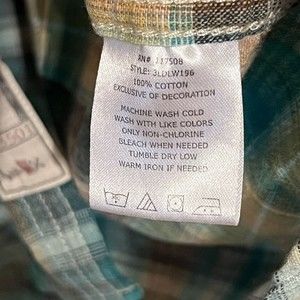 RN# 117508
STYLE: 3LDLW196
100% COTTON
EXCLUSIVE OF DECORATION
MACHINE WASH COLD
WASH WITH LIKE COLORS
ONLY NON-CHLORINE
BLEACH WHEN NEEDED
TUMBLE DRY LOW
WARM IRON IF NEEDED